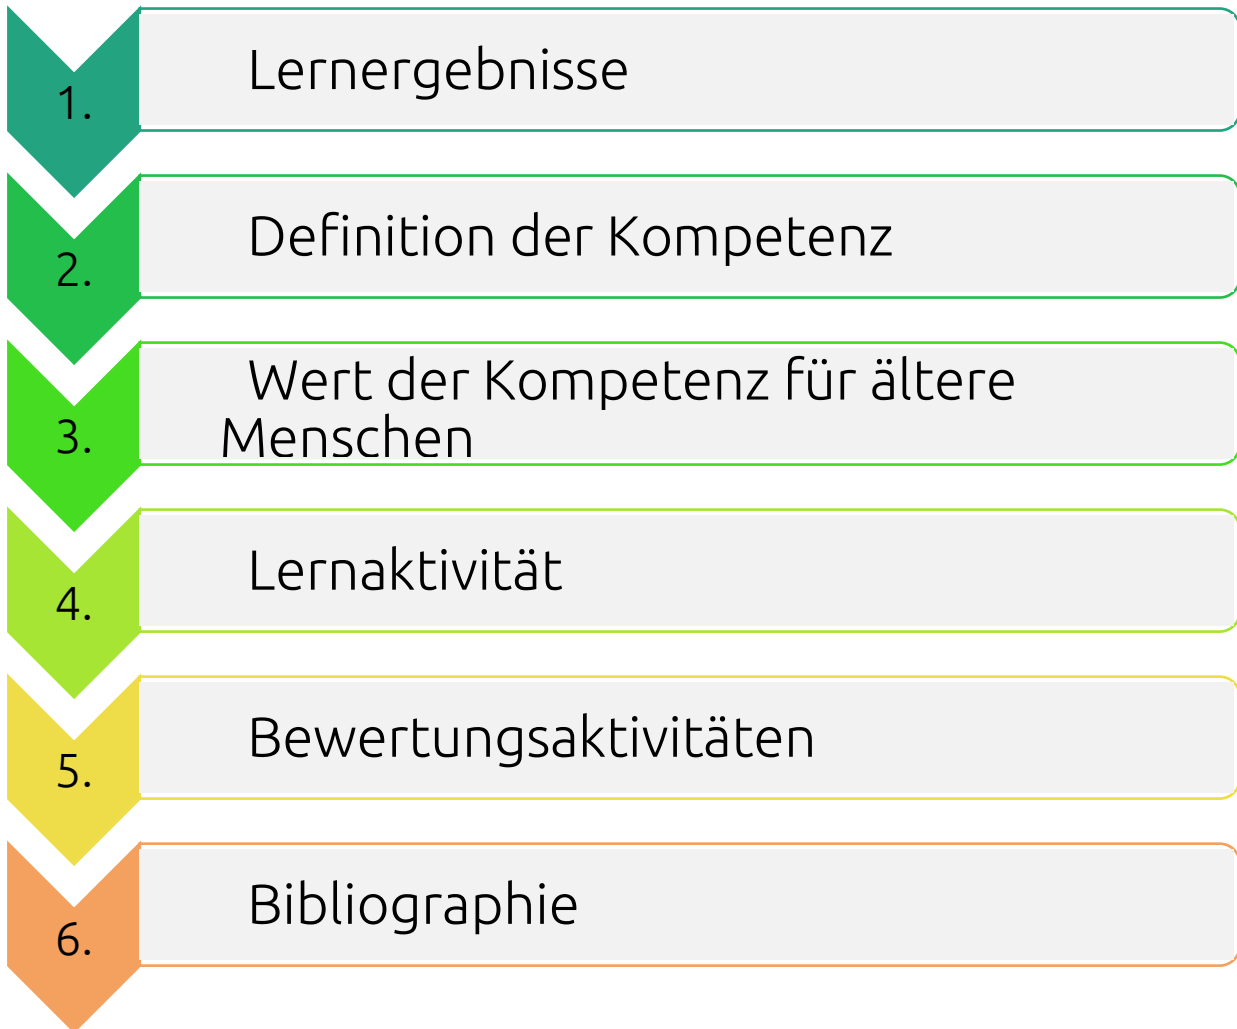 1. Lernergebnisse
2. Definition der Kompetenz
3. Wert der Kompetenz für ältere
Menschen
4. Lernaktivität
5. Bewertungsaktivitäten
6. Bibliographie